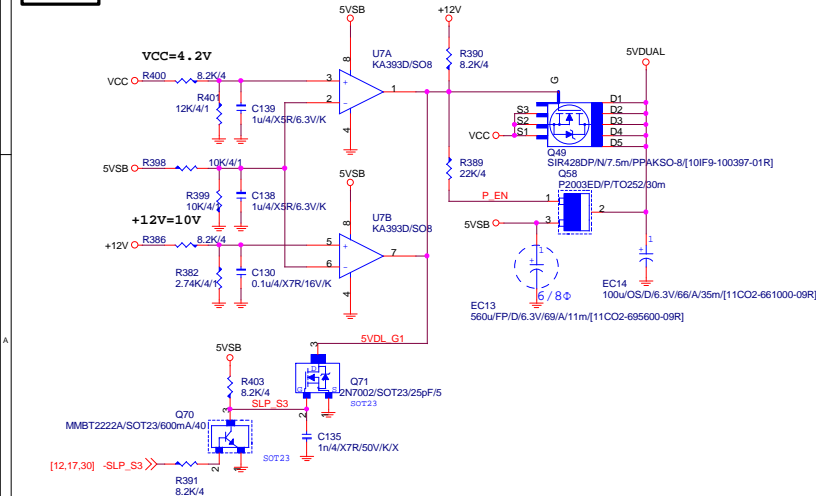 5VSB
+12V
VCC=4.2V
U7A
KA393D/SO8
R390
8.2K/4
5VDUAL
VCC
R400
8.2K/4
8
3
+
2
−
1
4
R401
12K/4/1
C139
1u/4/X5R/6.3V/K
G
S3
S2
S1
D1
D2
D3
D4
D5
VCC
Q49
SIR428DP/N/7.5m/PPAKSO-8/[10IF9-100397-01R]
5VSB
R398
10K/4/1
R389
22K/4
Q58
P2003ED/P/TO252/30m
5VSB
R399
10K/4/1
C138
1u/4/X5R/6.3V/K
P_EN
1
2
3
5VSB
+12V=10V
U7B
KA393D/SO8
+12V
R386
8.2K/4
8
5
+
6
−
7
4
R382
2.74K/4/1
C130
0.1u/4/X7R/16V/K
1
+
6/8Φ
EC13
560u/FP/D/6.3V/69/A/11m/[11CO2-695600-09R]
1
+
EC14
100u/OS/D/6.3V/66/A/35m/[11CO2-661000-09R]
A
5VDL_G1
5VSB
3
R403
8.2K/4
D
G
S
Q71
2N7002/SOT23/25pF/5
SOT23
SLP_S3
2
1
Q70
MMBT2222A/SOT23/600mA/40
3
C135
1n/4/X7R/50V/K/X
SOT23
[12,17,30]
-SLP_S3
2
1
R391
8.2K/4